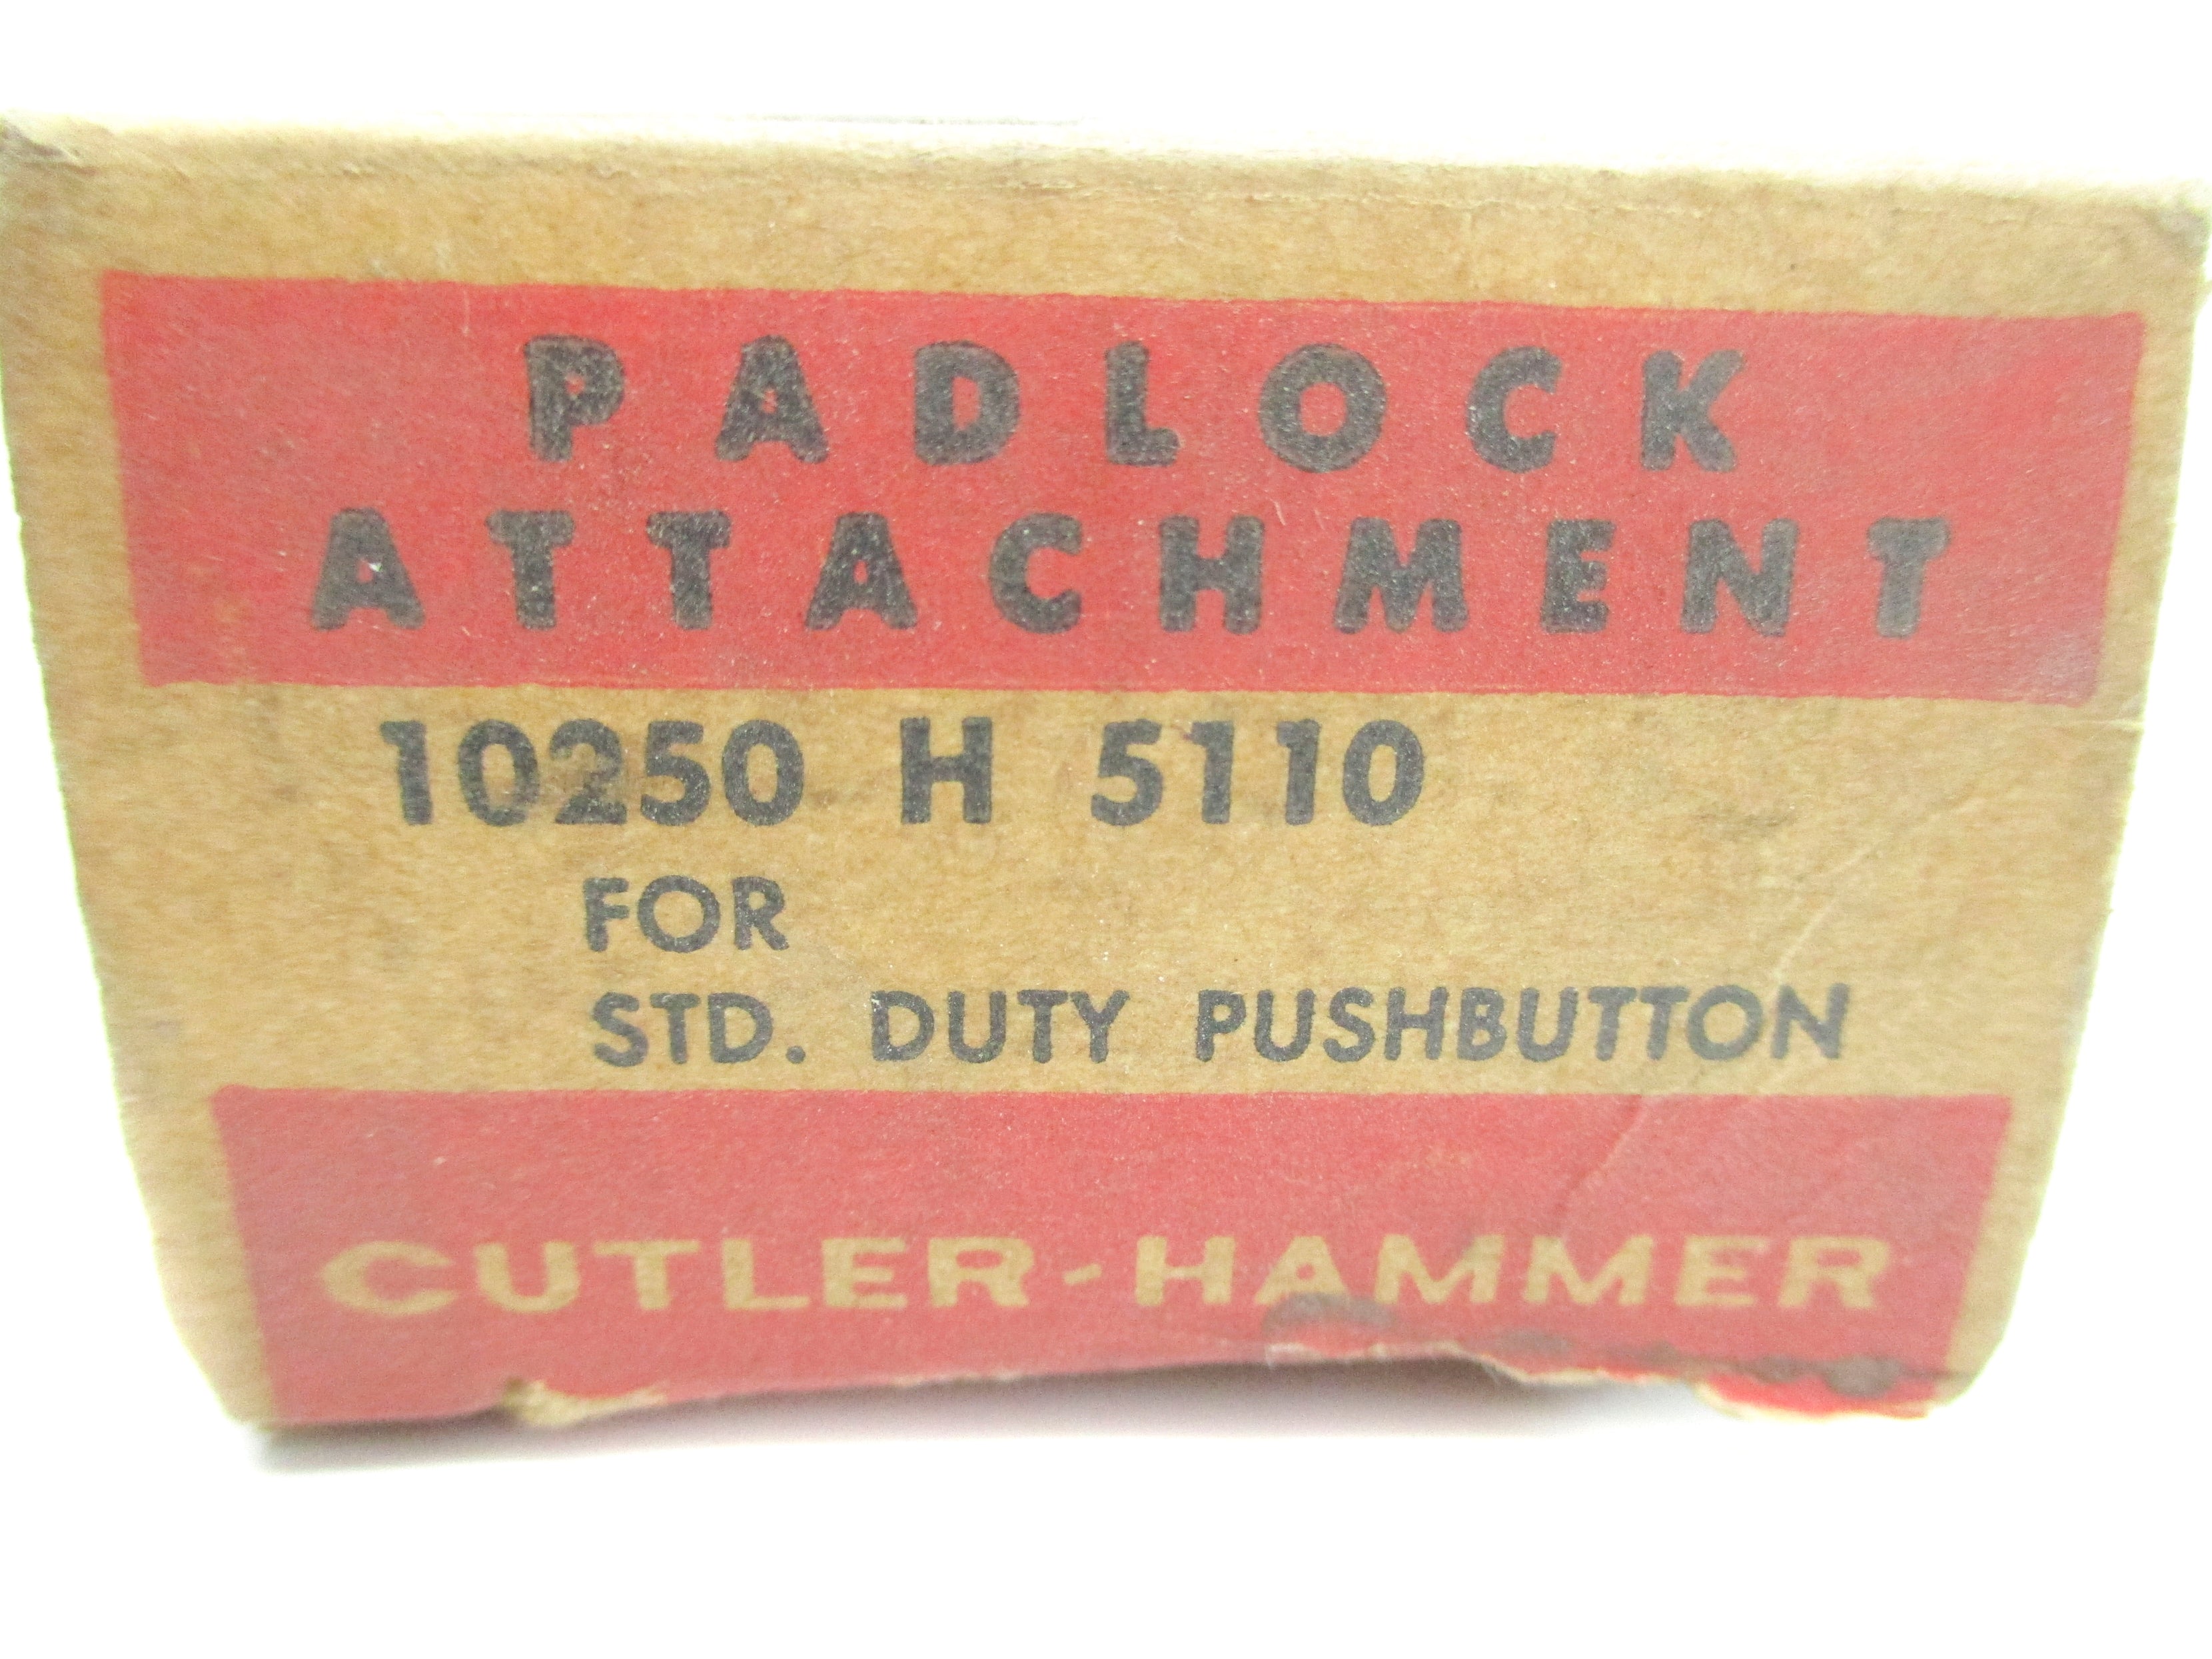 PADLOCK
ATTACHMENT
10250 H 5110
FOR
STD. DUTY PUSHBUTTON
CUTLER-HAMMER